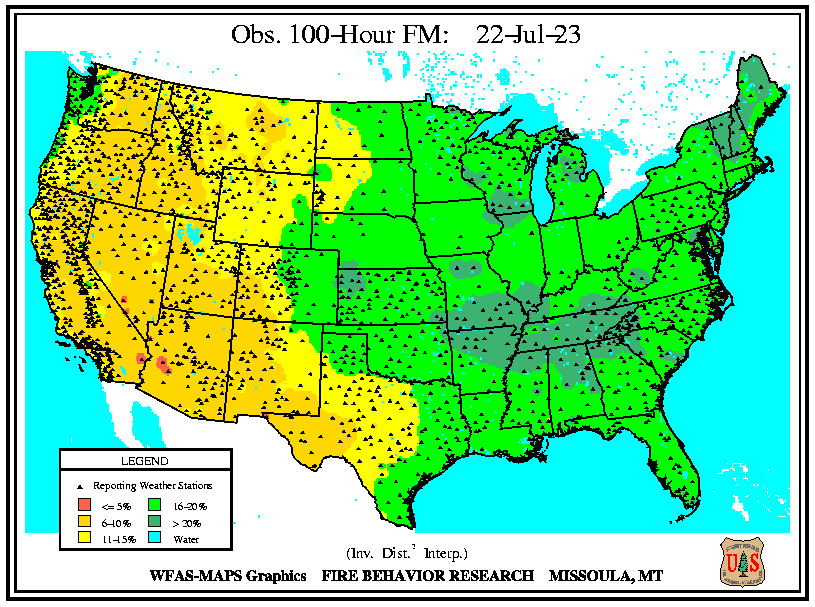 Obs. 100-Hour FM: 22-Jul-23
LEGEND
Reporting Weather Stations
<= 5% 16-20%
6-10% > 20%
11-15% Water
(Inv. Dist.² Interp.)
WFAS-MAPS Graphics FIRE BEHAVIOR RESEARCH MISSOULA, MT
U S